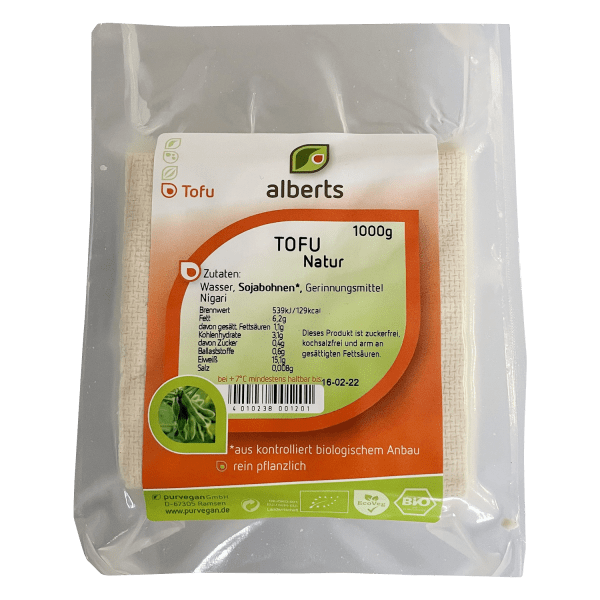 Tofu
alberts
1000g
TOFU
Natur
Zutaten:
Wasser, Sojabohnen*, Gerinnungsmittel
Nigari
Brennwert 539kJ/129kcal
Fett 6,2g
davon gesätt. Fettsäuren 1,1g
Kohlenhydrate 3,1g
davon Zucker 0,4g
Ballaststoffe 0,6g
Eiweiß 15,1g
Salz 0,008g
Dieses Produkt ist zuckerfrei,
kochsalzfrei und arm an
gesättigten Fettsäuren.
bei +7°C mindestens haltbar bis
16-02-22
4 010238 001201
*aus kontrolliert biologischem Anbau
rein pflanzlich
purvegan GmbH
D-67305 Ramsen
www.purvegan.de
EcoVeg
BIO